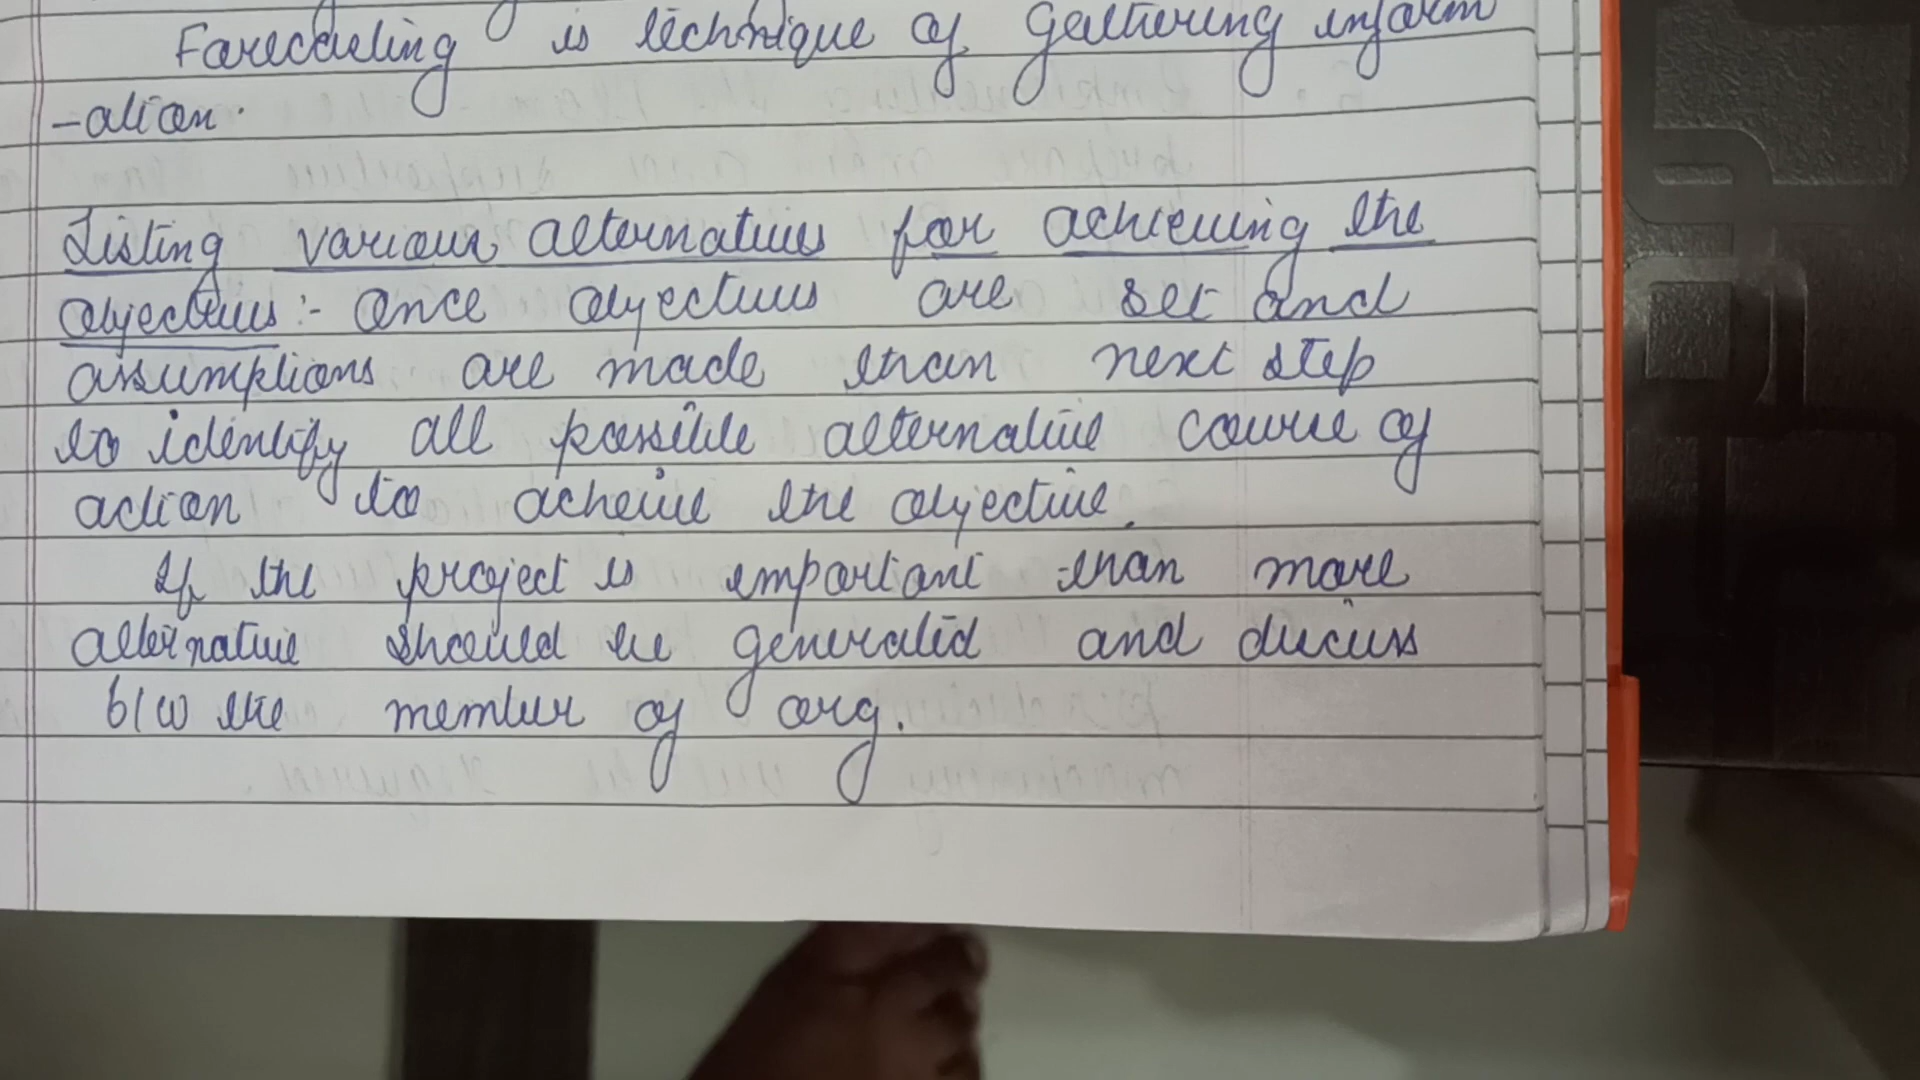 Forecasting is technique of gathering inform
-ation.
Listing various alternatives for achieving the
objectives :- once objectives are set and
assumptions are made than next step
to identify all possible alternative course of
action to acheive the objective.
If the project is important than more
alternative should be generated and discuss
b/w the member of org.